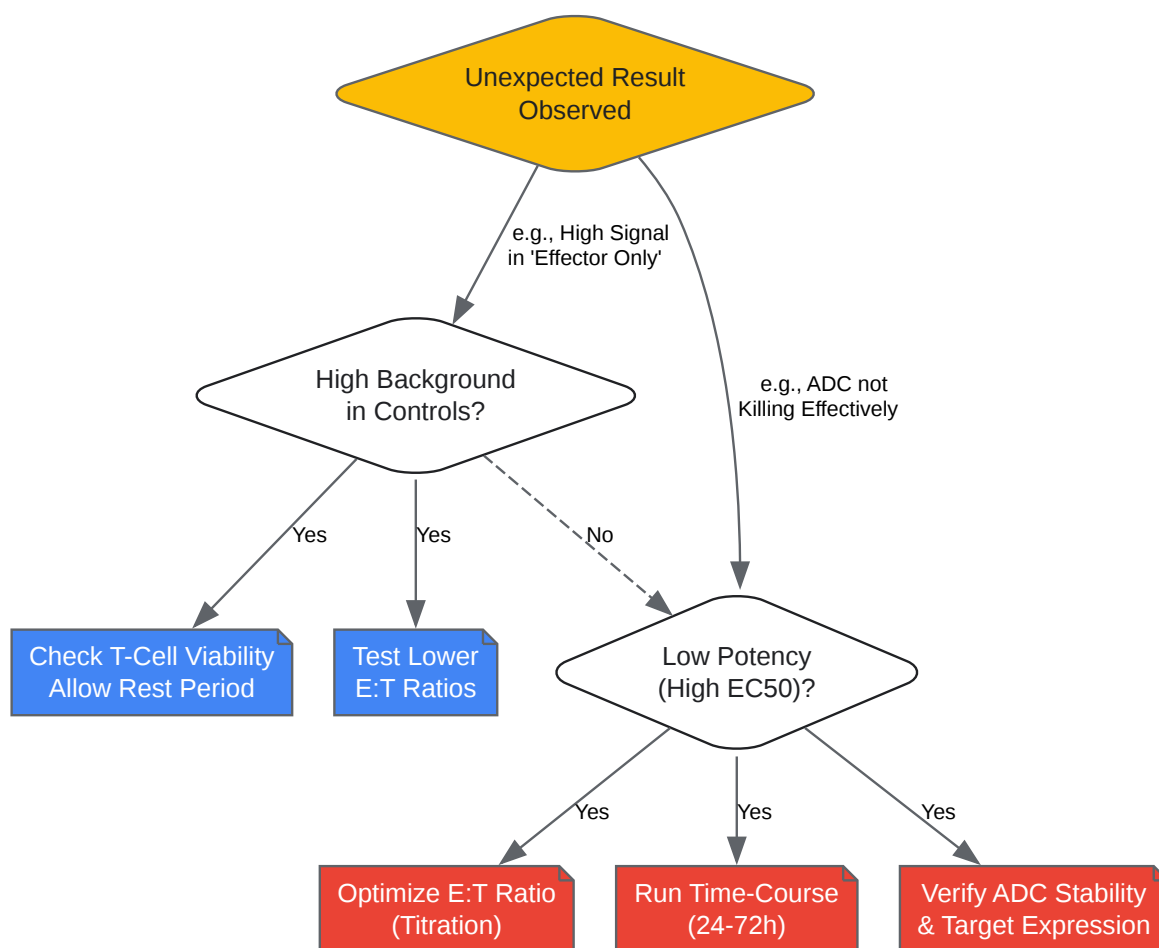 Unexpected Result
Observed
e.g., High Signal
in 'Effector Only'
High Background
in Controls?
e.g., ADC not
Killing Effectively
Yes
Yes
No
Check T-Cell Viability
Allow Rest Period
Test Lower
E:T Ratios
Low Potency
(High EC50)?
Yes
Yes
Yes
Optimize E:T Ratio
(Titration)
Run Time-Course
(24-72h)
Verify ADC Stability
& Target Expression